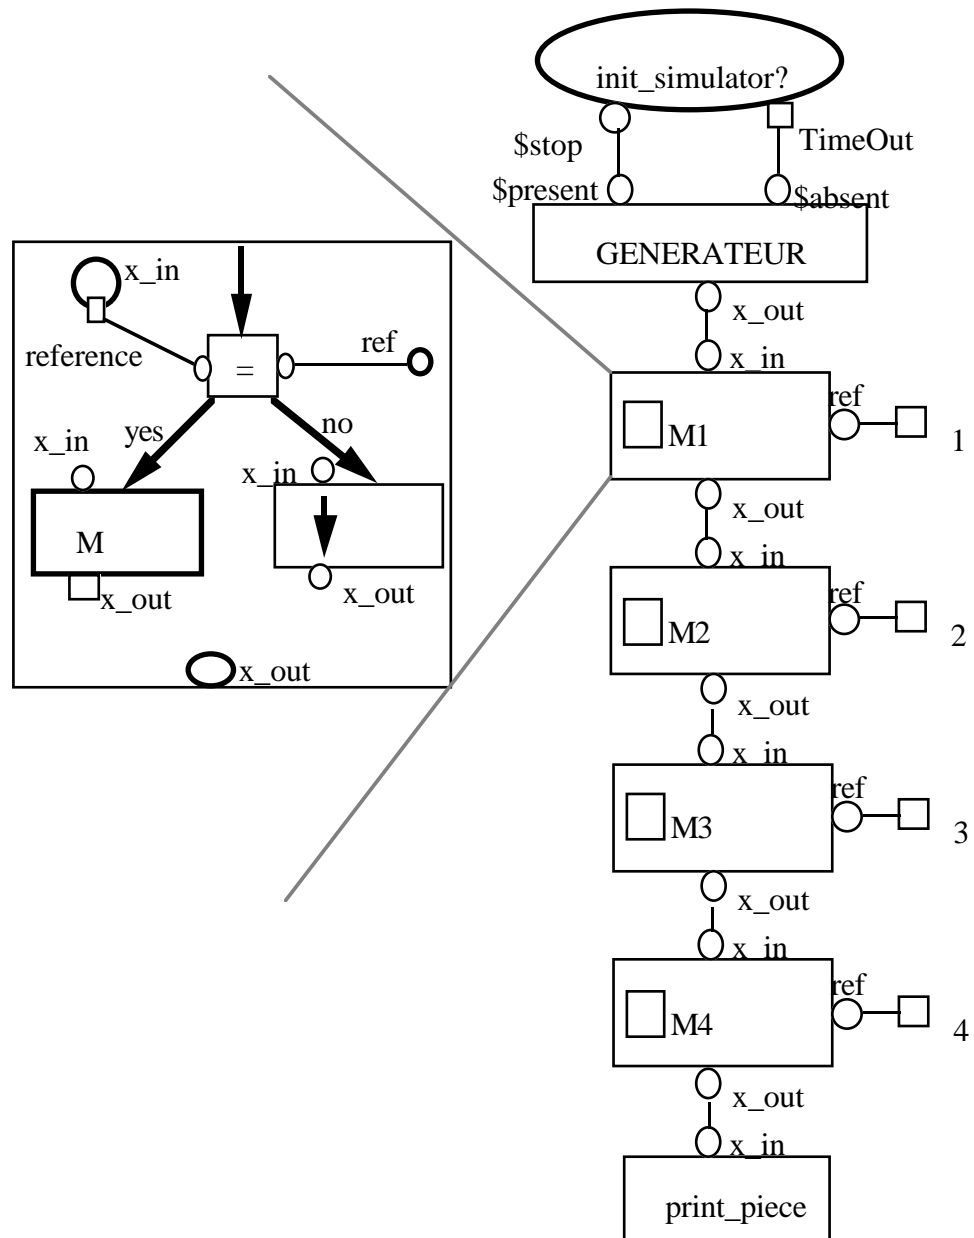 init_simulator?
$stop
TimeOut
$present
$absent
GENERATEUR
x_out
x_in
ref
M1
1
x_out
x_in
ref
M2
2
x_out
x_in
ref
M3
3
x_out
x_in
ref
M4
4
x_out
x_in
print_piece
x_in
reference
=
ref
yes
no
x_in
x_in
M
x_out
x_out
x_out